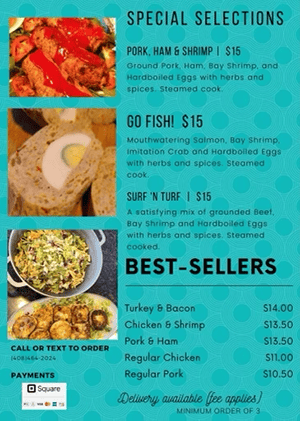 SPECIAL SELECTIONS
PORK, HAM & SHRIMP | $15
Ground Pork, Ham, Bay Shrimp, and
Hardboiled Eggs with herbs and
spices. Steamed cook.
GO FISH! $15
Mouthwatering Salmon, Bay Shrimp,
Imitation Crab and Hardboiled Eggs
with herbs and spices. Steamed
cook.
SURF 'N TURF | $15
A satisfying mix of grounded Beef,
Bay Shrimp and Hardboiled Eggs
with herbs and spices. Steamed
cooked.
BEST-SELLERS
Turkey & Bacon $14.00
Chicken & Shrimp $13.50
Pork & Ham $13.50
Regular Chicken $11.00
Regular Pork $10.50
Delivery available (fee applies)
MINIMUM ORDER OF 3
CALL OR TEXT TO ORDER
(408)464-2024
PAYMENTS
Square